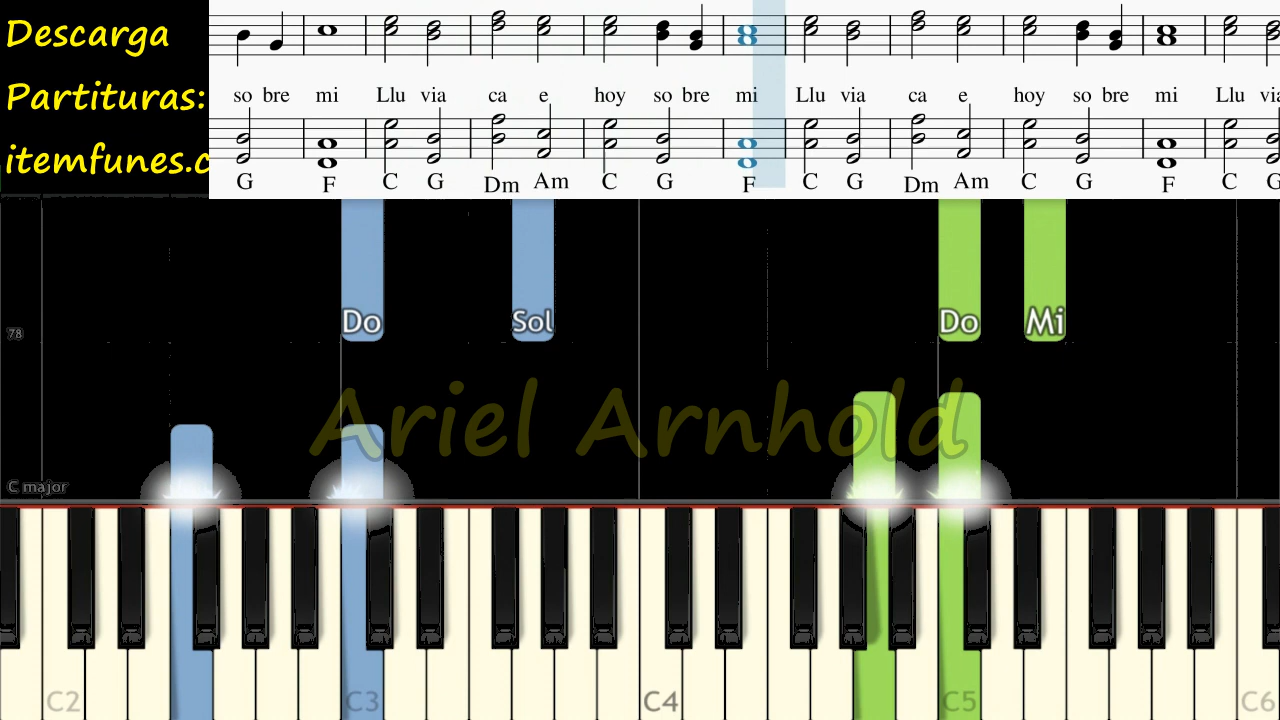 Descarga
Partituras:
itemfunes.c
so bre mi Llu via ca e hoy so bre mi Llu via ca e hoy so bre mi Llu via
G F C G Dm Am C G F C G Dm Am C G F C G
Do Sol Do Mi
78
Ariel Arnhold
C major
C2 C3 C4 C5 C6